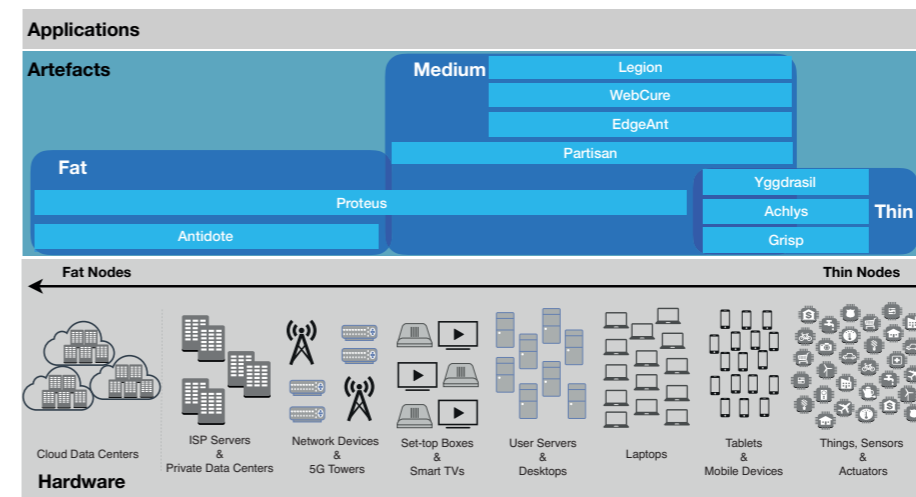 Applications
Artefacts
Medium
Legion
WebCure
EdgeAnt
Partisan
Fat
Yggdrasil
Proteus
Achlys
Thin
Antidote
Grisp
Fat Nodes
Thin Nodes
Cloud Data Centers
ISP Servers
&
Private Data Centers
Network Devices
&
5G Towers
Set-top Boxes
&
Smart TVs
User Servers
&
Desktops
Laptops
Tablets
&
Mobile Devices
Things, Sensors
&
Actuators
Hardware